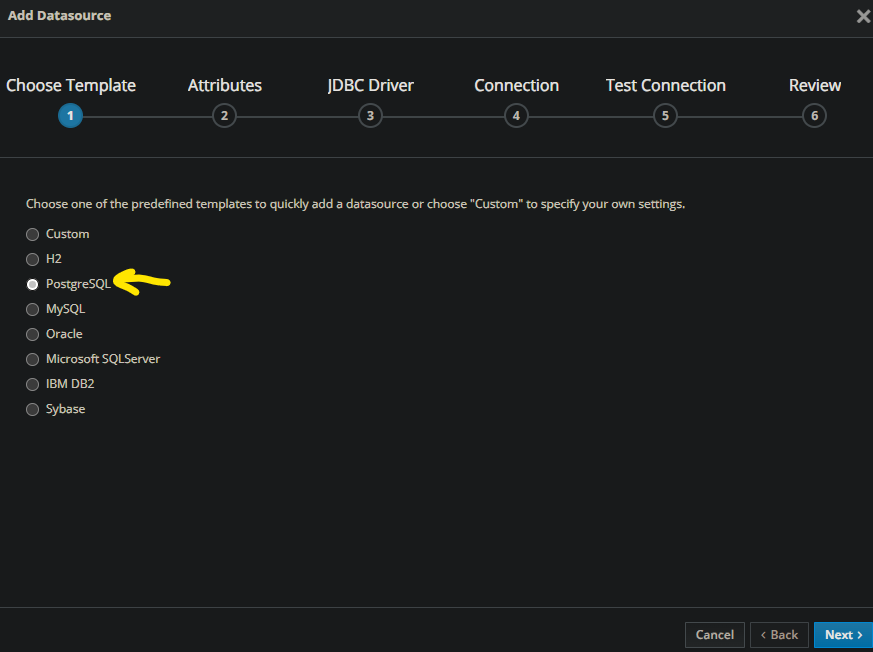 Add Datasource
Choose Template Attributes JDBC Driver Connection Test Connection Review
1 2 3 4 5 6
Choose one of the predefined templates to quickly add a datasource or choose "Custom" to specify your own settings.
Custom
H2
PostgreSQL
MySQL
Oracle
Microsoft SQLServer
IBM DB2
Sybase
Cancel < Back Next >